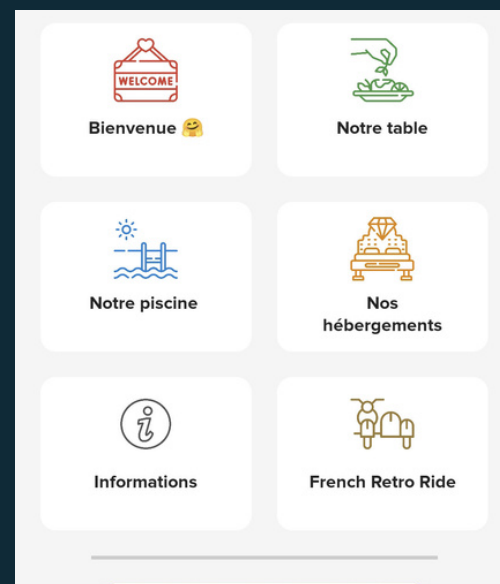 WELCOME
Bienvenue 🤗
Notre table
Notre piscine
Nos
hébergements
Informations
French Retro Ride